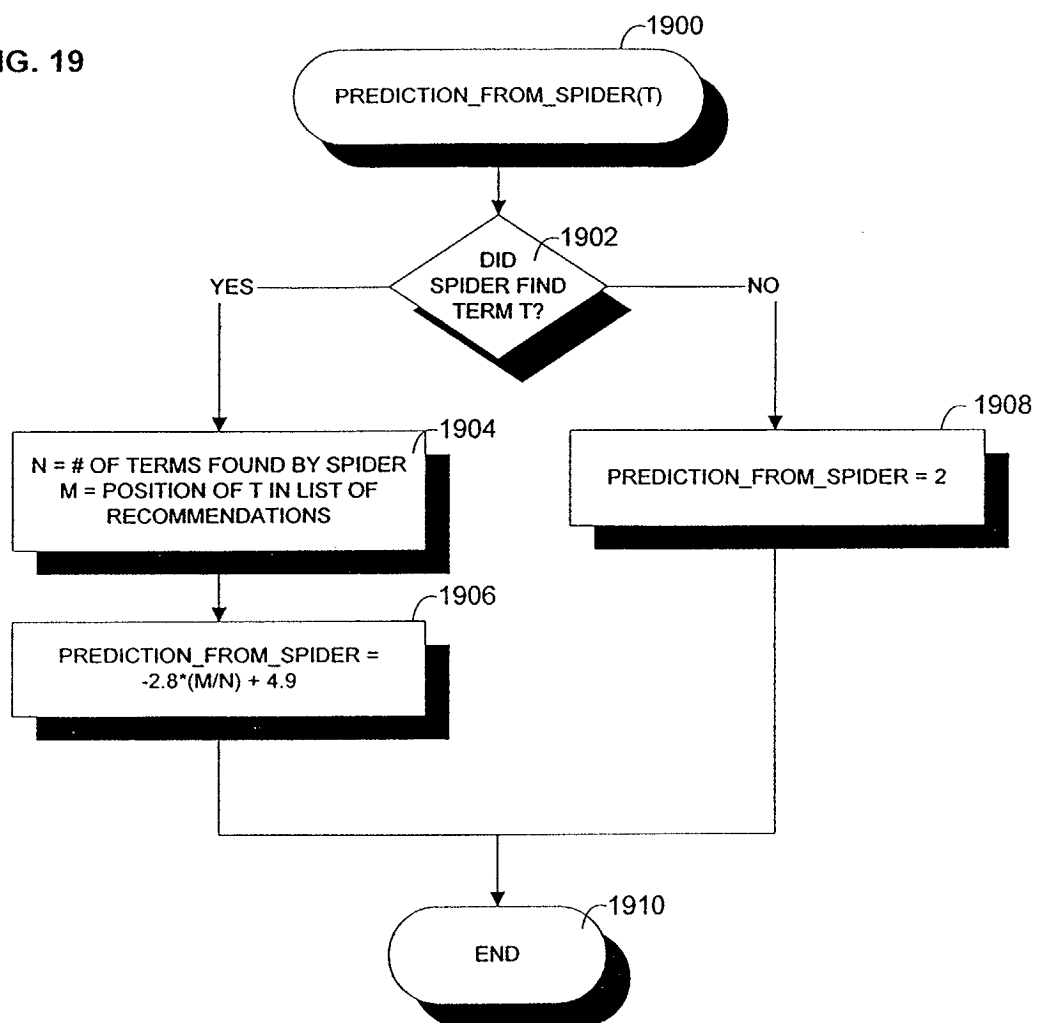 1900
IG. 19
PREDICTION_FROM_SPIDER(T)
1902
DID
SPIDER FIND
TERM T?
YES
NO
1904
N = # OF TERMS FOUND BY SPIDER
M = POSITION OF T IN LIST OF
RECOMMENDATIONS
1908
PREDICTION_FROM_SPIDER = 2
1906
PREDICTION_FROM_SPIDER =
-2.8*(M/N) + 4.9
1910
END